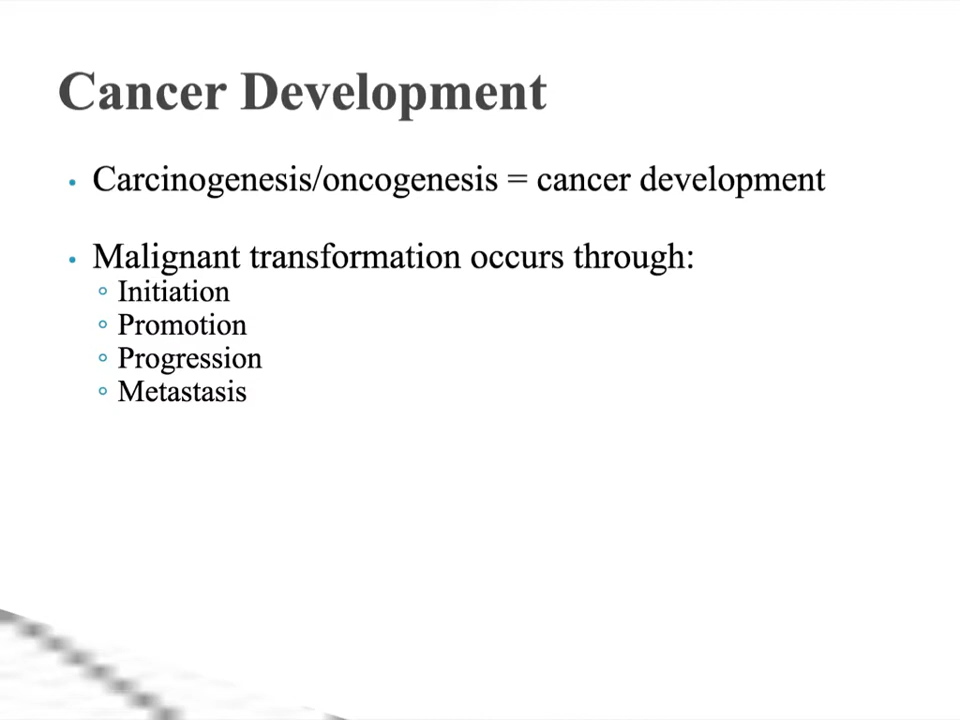 Cancer Development
• Carcinogenesis/oncogenesis = cancer development
• Malignant transformation occurs through:
◦ Initiation
◦ Promotion
◦ Progression
◦ Metastasis